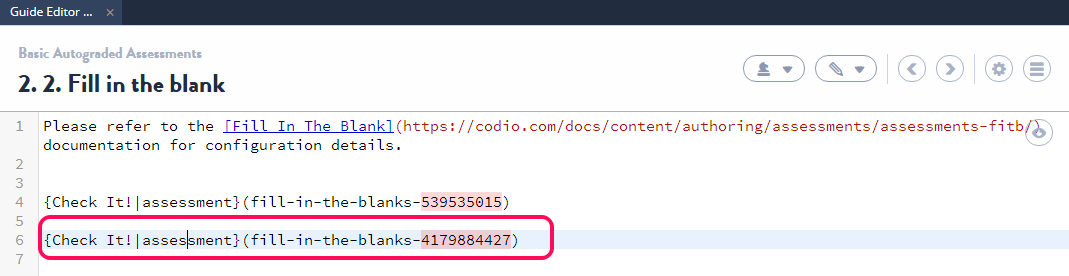 Guide Editor ... ×
Basic Autograded Assessments
2. 2. Fill in the blank
1 Please refer to the [Fill In The Blank](https://codio.com/docs/content/authoring/assessments/assessments-fitb/)
documentation for configuration details.
2
3
4 {Check It!|assessment}(fill-in-the-blanks-539535015)
5
6 {Check It!|assessment}(fill-in-the-blanks-4179884427)
7